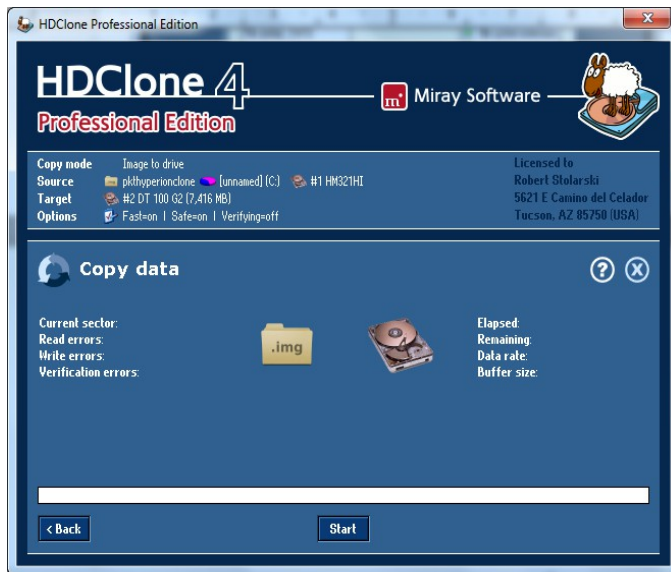 HDClone Professional Edition
HDClone 4
Professional Edition
m Miray Software
Copy mode Image to drive
Source pkthyperionclone [unnamed] (C:) #1 HM321HI
Target #2 DT 100 G2 (7,416 MB)
Options Fast=on | Safe=on | Verifying=off
Licensed to
Robert Stolarski
5621 E Camino del Celador
Tucson, AZ 85750 (USA)
Copy data
? X
Current sector:
Read errors:
Write errors:
Verification errors:
.img
Elapsed:
Remaining:
Data rate:
Buffer size:
< Back
Start